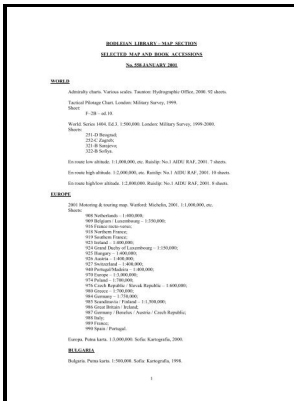 BODLEIAN LIBRARY - MAP SECTION
SELECTED MAP AND BOOK ACCESSIONS
No. 558 JANUARY 2001
WORLD
Admiralty charts. Various scales. Taunton: Hydrographic Office, 2000. 92 sheets.
Tactical Pilotage Chart. London: Military Survey, 1999.
Sheet:
F- 2B – ed.10.
World. Series 1404. Ed.3. 1:500,000. London: Military Survey, 1999-2000.
Sheets:
251-D Beograd;
252-C Zagreb;
321-B Sarajevo;
322-B Sofiya.
En route low altitude. 1:1,000,000, etc. Ruislip: No.1 AIDU RAF, 2001. 7 sheets.
En route high altitude. 1:2,000,000, etc. Ruislip: No.1 AIDU RAF, 2001. 10 sheets.
En route high/low altitude. 1:2,000,000. Ruislip: No.1 AIDU RAF, 2001. 8 sheets.
EUROPE
2001 Motoring & touring map. Watford: Michelin, 2001. 1:1,000,000, etc.
Sheets:
908 Netherlands – 1:400,000;
909 Belgium / Luxembourg – 1:350,000;
916 France
918 Northern France;
919 Southern France;
923 Ireland – 1:400,000;
924 Grand Duchy of Luxembourg – 1:150,000;
925 Hungary – 1:400,000;
926 Austria – 1:400,000;
927 Switzerland – 1:400,000;
940 Portugal/Madeira – 1:400,000;
970 Europe – 1:3,000,000;
974 Poland – 1:700,000;
976 Czech Republic / Slovak Republic – 1:600,000;
980 Greece – 1:700,000;
984 Germany – 1:750,000;
985 Scandinavia / Finland – 1:1,500,000;
986 Great Britain / Ireland;
987 Germany / Benelux / Austria / Czech Republic;
988 Italy;
989 France;
990 Spain / Portugal.
Europa. Putna karta. 1:3,000,000. Sofia: Kartografia, 2000.
BULGARIA
Bulgaria. Putna karta. 1:500,000. Sofia: Kartografia, 1998.
1